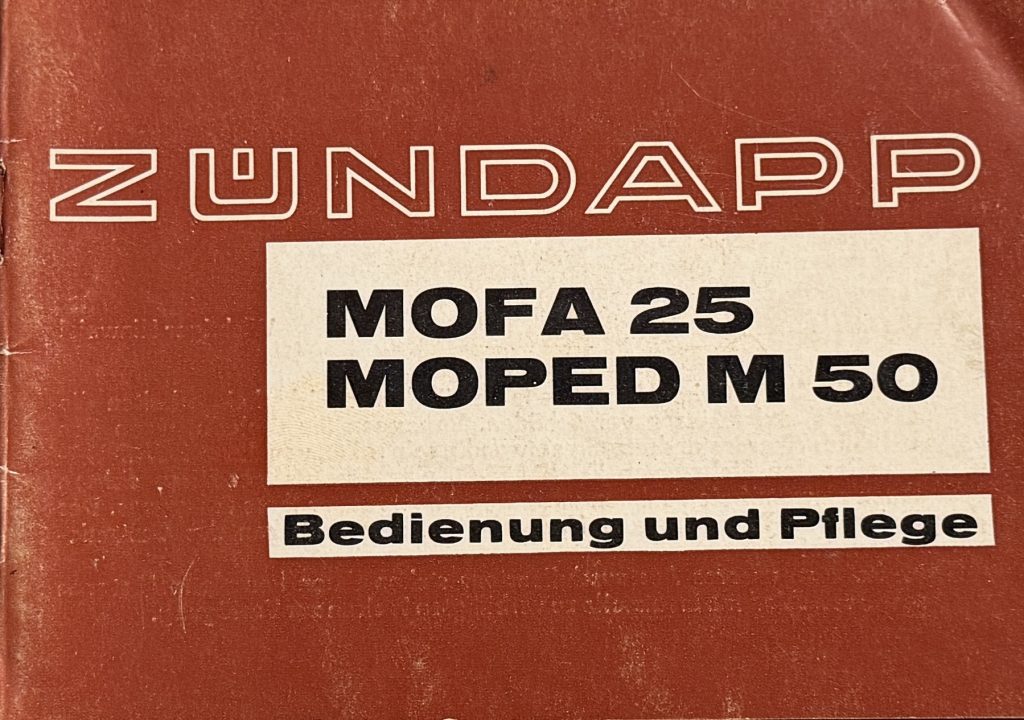 ZÜNDAPP
MOFA 25
MOPED M 50
Bedienung und Pflege